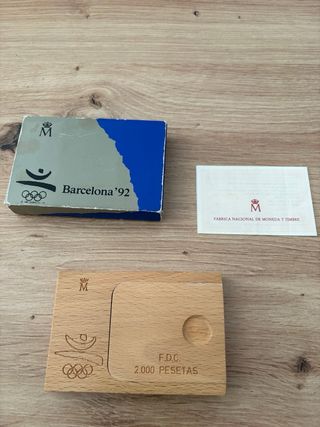 M
Barcelona '92
M
FABRICA NACIONAL DE MONEDA Y TIMBRE
M
F.D.C.
2.000 PESETAS